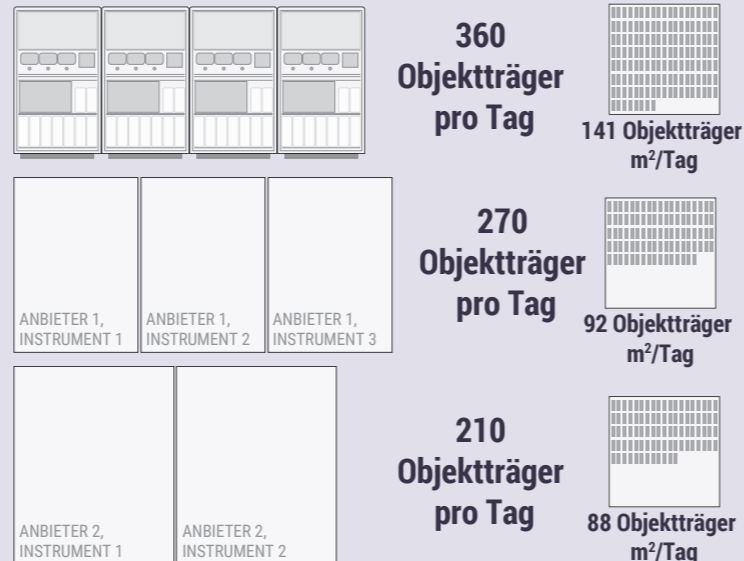 360
Objektträger
pro Tag
141 Objektträger
m²/Tag
270
Objektträger
pro Tag
ANBIETER 1,
INSTRUMENT 1
ANBIETER 1,
INSTRUMENT 2
ANBIETER 1,
INSTRUMENT 3
92 Objektträger
m²/Tag
210
Objektträger
pro Tag
ANBIETER 2,
INSTRUMENT 1
ANBIETER 2,
INSTRUMENT 2
88 Objektträger
m²/Tag